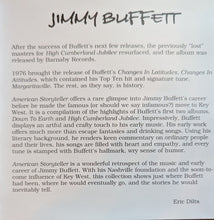 JIMMY BUFFETT
After the success of Buffett's next few releases, the previously "lost"
masters for High Cumberland Jubilee resurfaced, and the album was
released by Barnaby Records.
1976 brought the release of Buffett's Changes In Latitudes, Changes In
Attitudes, which contained his Top Ten hit and signature tune,
Margaritaville. The rest, as they say, is history.
American Storyteller offers a rare glimpse into Jimmy Buffett's career
before he made the famous (or should we say infamous?) move to Key
West. It is a compilation of the highlights of Buffett's first two albums,
Down To Earth and High Cumberland Jubilee. Impressively, Buffett
displays an artful and crafty touch to his early music. His early work
offers much more than escape fantasies and drinking songs. Using his
literary background, he renders keen commentary on ordinary people
and their lives, his songs are filled with heart and empathy, and every
tune is stamped with Buffett's hallmark, wry sense of humor.
American Storyteller is a wonderful retrospect of the music and early
career of Jimmy Buffett. With his Nashville foundation and the soon-to-
come influence of Key West, this collection shows just where Buffett
had been, where he would eventually go, and the stories he would
inevitably tell.
Eric Dilts